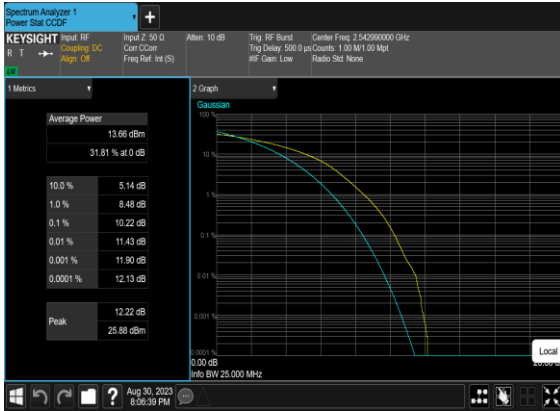 Spectrum Analyzer 1
Power Stat CCDF
KEYSIGHT Input: RF Input Z: 50 Ω Atten: 10 dB Trig: RF Burst Center Freq: 2.542990000 GHz
R T Coupling: DC Corr CCorr Trig Delay: 500.0 µs Counts: 1.00 M/1.00 Mpt
Align: Off Freq Ref: Int (S) #IF Gain: Low Radio Std: None
1 Metrics
Average Power
13.66 dBm
31.81 % at 0 dB
10.0 % 5.14 dB
1.0 % 8.48 dB
0.1 % 10.22 dB
0.01 % 11.43 dB
0.001 % 11.90 dB
0.0001 % 12.13 dB
Peak
12.22 dB
25.88 dBm
2 Graph
Gaussian
100 %
10 %
1 %
0.1 %
0.01 %
0.001 %
0.0001 %
0.00 dB
Info BW 25.000 MHz
Local
?
Aug 30, 2023
8:06:39 PM